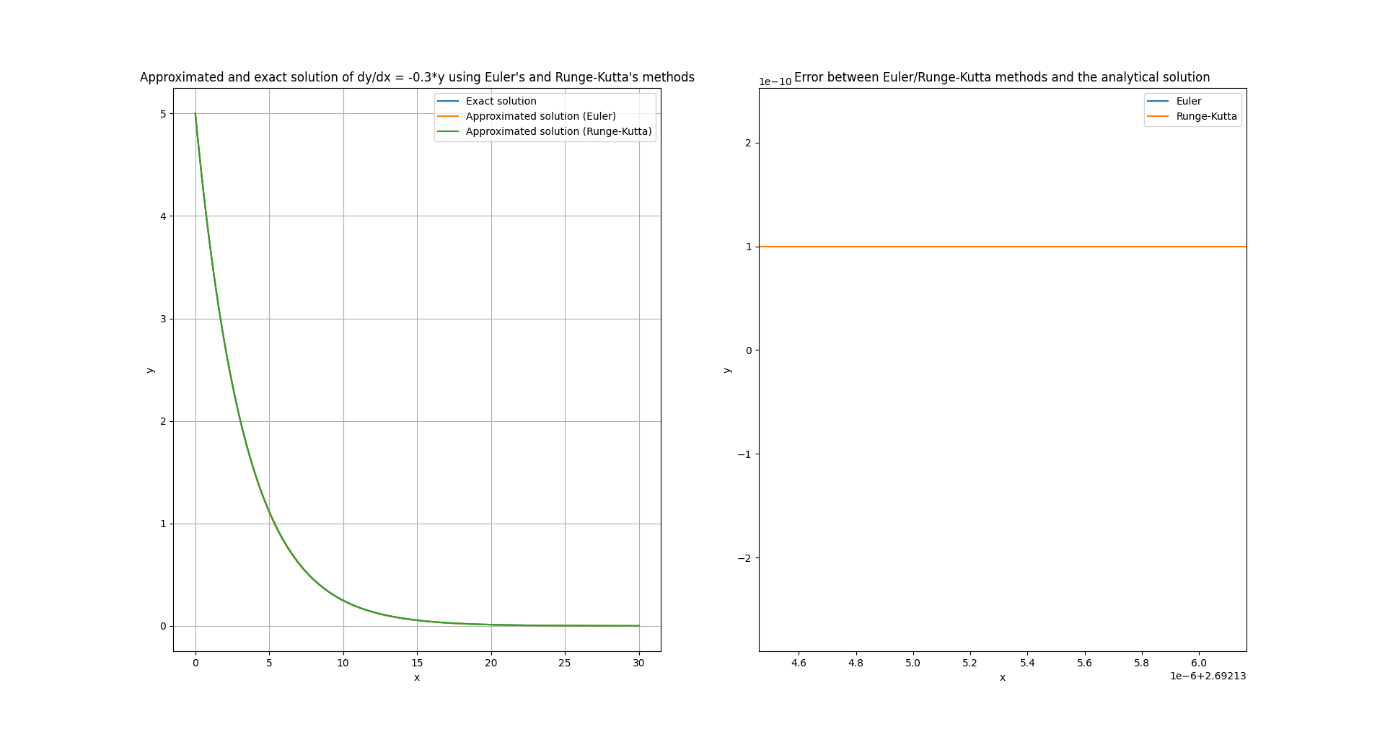 Approximated and exact solution of dy/dx = -0.3*y using Euler's and Runge-Kutta's methods
Exact solution
Approximated solution (Euler)
Approximated solution (Runge-Kutta)
5
4
3
2
1
0
y
0 5 10 15 20 25 30
x
1e−10
Error between Euler/Runge-Kutta methods and the analytical solution
Euler
Runge-Kutta
2
1
0
−1
−2
y
4.6 4.8 5.0 5.2 5.4 5.6 5.8 6.0
x
1e−6+2.69213